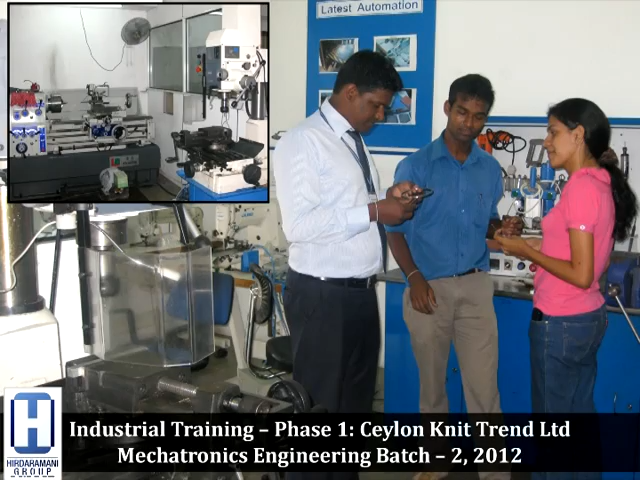 Latest Automation
Industrial Training – Phase 1: Ceylon Knit Trend Ltd
Mechatronics Engineering Batch – 2, 2012
H
HIRDARAMANI
GROUP